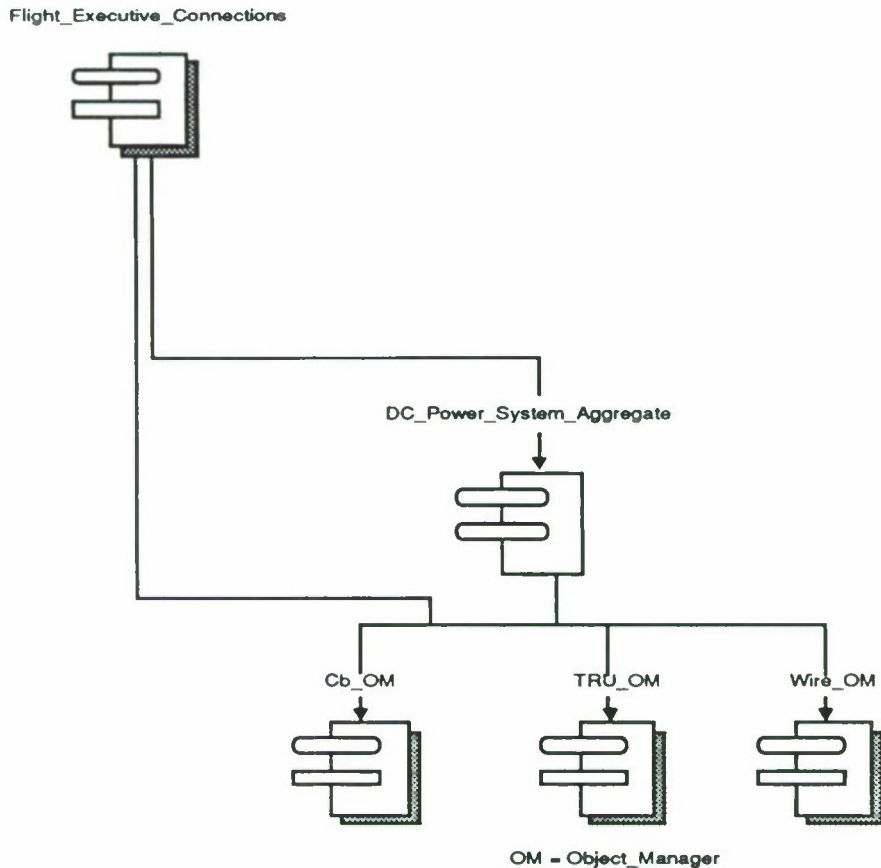 Flight_Executive_Connections
DC_Power_System_Aggregate
Cb_OM
TRU_OM
Wire_OM
OM = Object_Manager